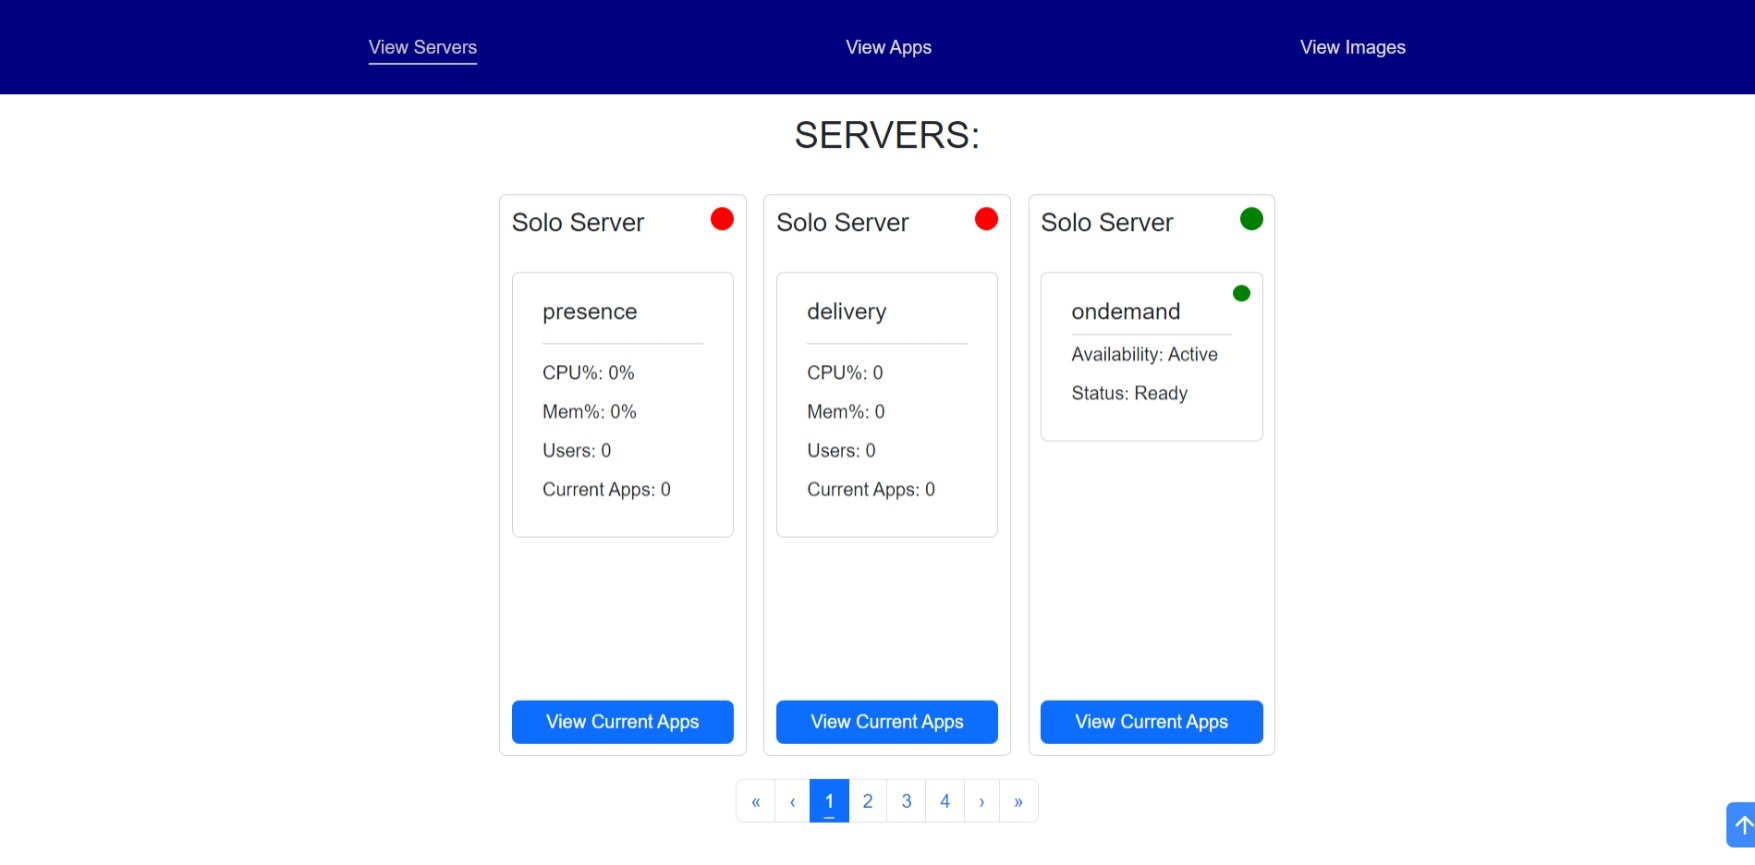 View Servers
View Apps
View Images
SERVERS:
Solo Server
presence
CPU%: 0%
Mem%: 0%
Users: 0
Current Apps: 0
View Current Apps
Solo Server
delivery
CPU%: 0
Mem%: 0
Users: 0
Current Apps: 0
View Current Apps
Solo Server
ondemand
Availability: Active
Status: Ready
View Current Apps
« ‹ 1 2 3 4 › »